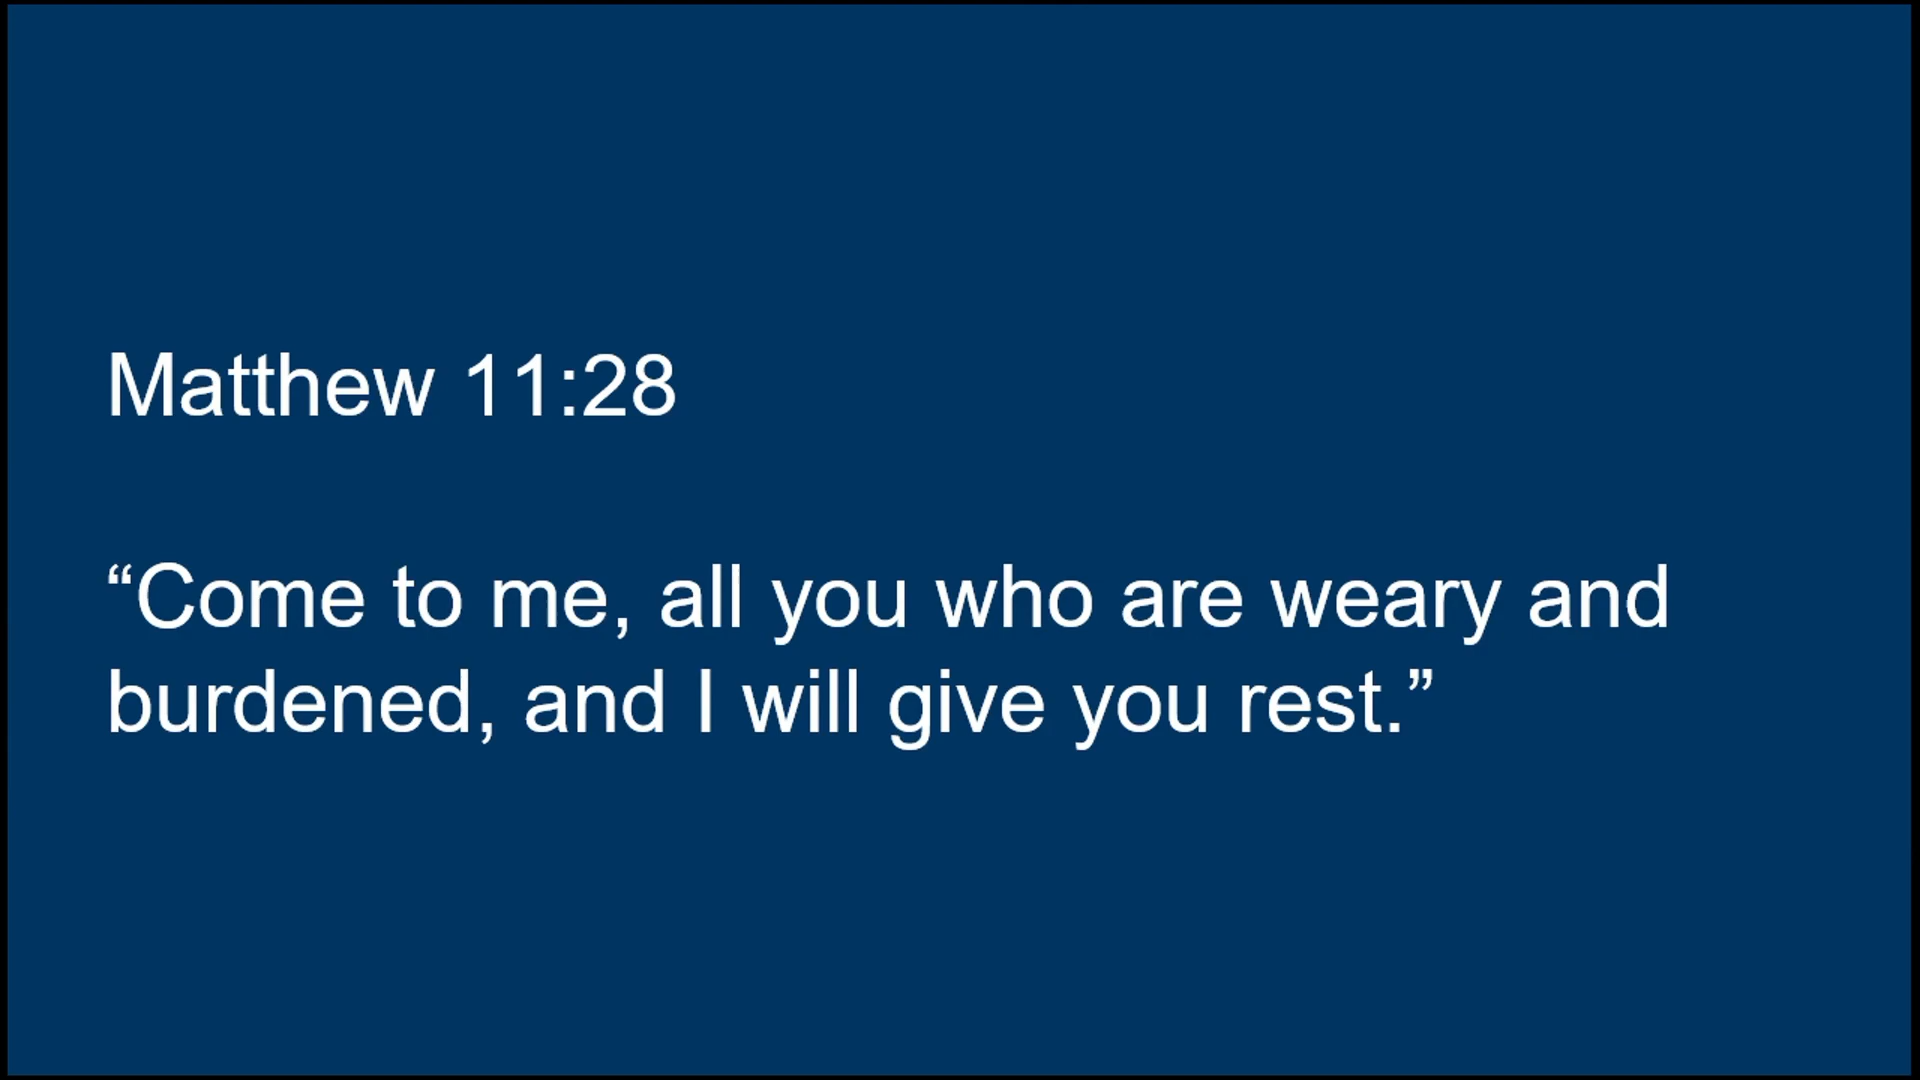 Matthew 11:28
“Come to me, all you who are weary and
burdened, and I will give you rest.”